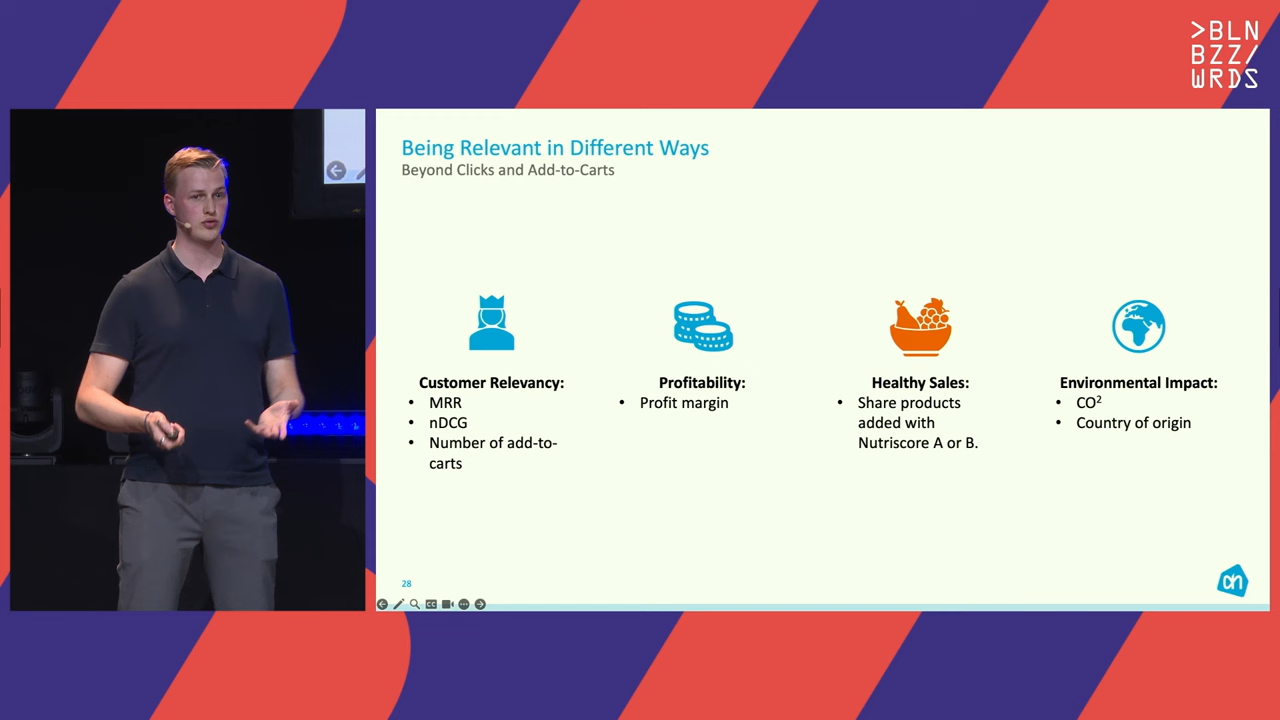 >BLN
BZZ/
WRDS
Being Relevant in Different Ways
Beyond Clicks and Add-to-Carts
Customer Relevancy:
• MRR
• nDCG
• Number of add-to-
carts
Profitability:
• Profit margin
Healthy Sales:
• Share products
added with
Nutriscore A or B.
Environmental Impact:
• CO²
• Country of origin
28
CC
ah